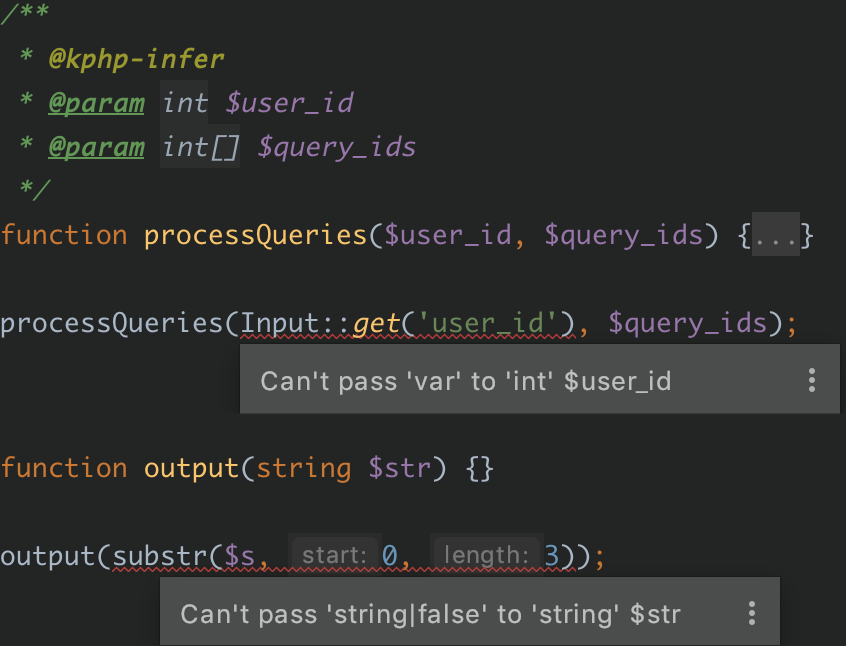 /**
 * @kphp-infer
 * @param int $user_id
 * @param int[] $query_ids
 */
function processQueries($user_id, $query_ids) {...}
processQueries(Input::get('user_id'), $query_ids);
Can't pass 'var' to 'int' $user_id
function output(string $str) {}
output(substr($s, start: 0, length: 3));
Can't pass 'string|false' to 'string' $str